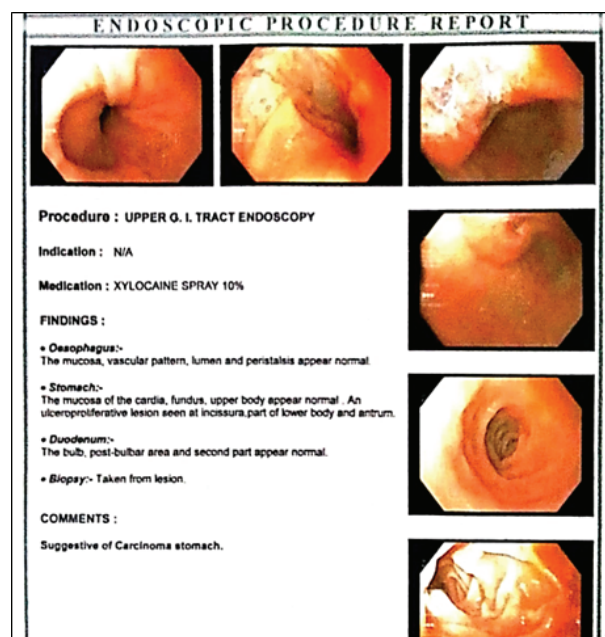 ENDOSCOPIC PROCEDURE REPORT
Procedure : UPPER G. I. TRACT ENDOSCOPY
Indication : N/A
Medication : XYLOCAINE SPRAY 10%
FINDINGS :
• Oesophagus:-
The mucosa, vascular pattern, lumen and peristalsis appear normal.
• Stomach:-
The mucosa of the cardia, fundus, upper body appear normal . An
ulceroproliferative lesion seen at incissura,part of lower body and antrum.
• Duodenum:-
The bulb, post-bulbar area and second part appear normal.
• Biopsy:- Taken from lesion.
COMMENTS :
Suggestive of Carcinoma stomach.